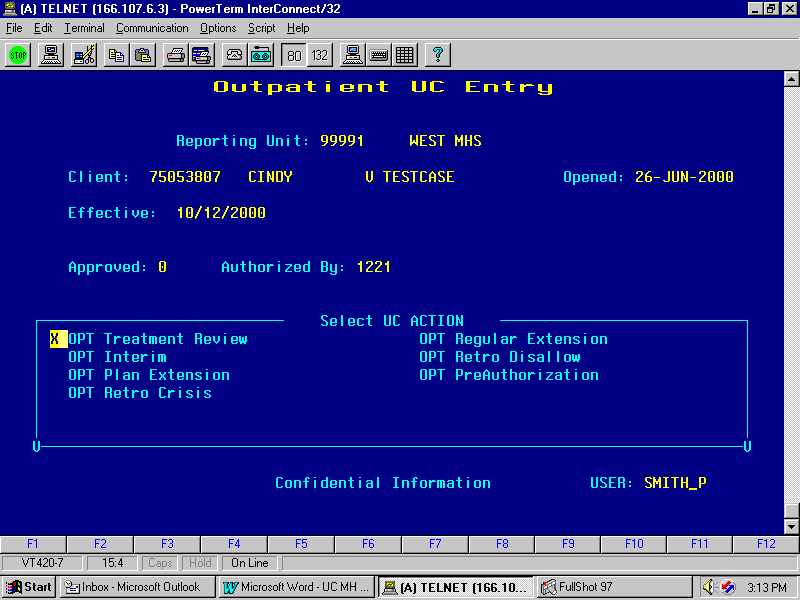 (A) TELNET (166.107.6.3) - PowerTerm InterConnect/32
File Edit Terminal Communication Options Script Help
STOP 80 132 ?
Outpatient UC Entry
Reporting Unit: 99991 WEST MHS
Client: 75053807 CINDY V TESTCASE Opened: 26-JUN-2000
Effective: 10/12/2000
Approved: 0 Authorized By: 1221
Select UC ACTION
X OPT Treatment Review OPT Regular Extension
OPT Interim OPT Retro Disallow
OPT Plan Extension OPT PreAuthorization
OPT Retro Crisis
U U
Confidential Information USER: SMITH_P
F1 F2 F3 F4 F5 F6 F7 F8 F9 F10 F11 F12
VT420-7 15:4 Caps Hold On Line
Start Inbox - Microsoft Outlook Microsoft Word - UC MH ... (A) TELNET (166.10... FullShot 97 3:13 PM